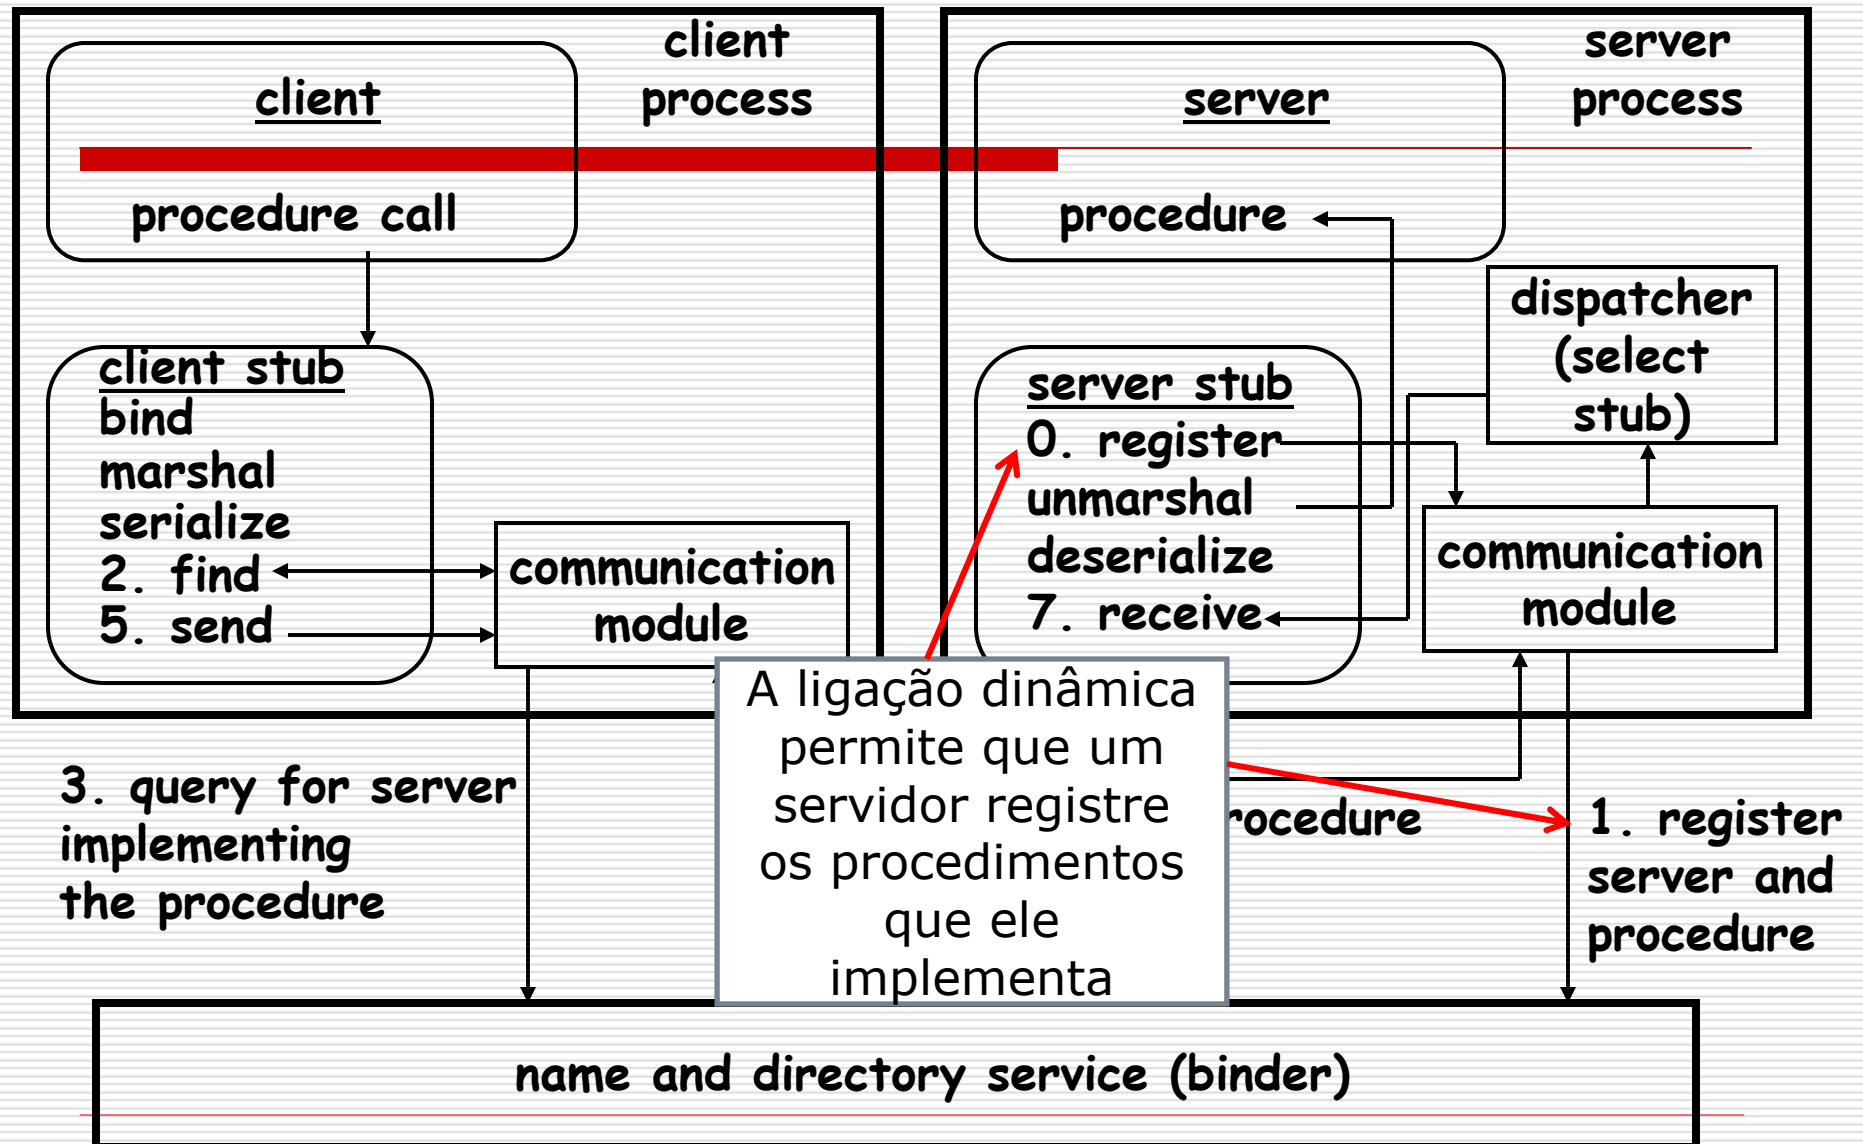 client
process
client
procedure call
client stub
bind
marshal
serialize
2. find
5. send
communication
module
server
process
server
procedure
dispatcher
(select
stub)
server stub
0. register
unmarshal
deserialize
7. receive
communication
module
A ligação dinâmica
permite que um
servidor registre
os procedimentos
que ele
implementa
3. query for server
implementing
the procedure
1. register
server and
procedure
name and directory service (binder)